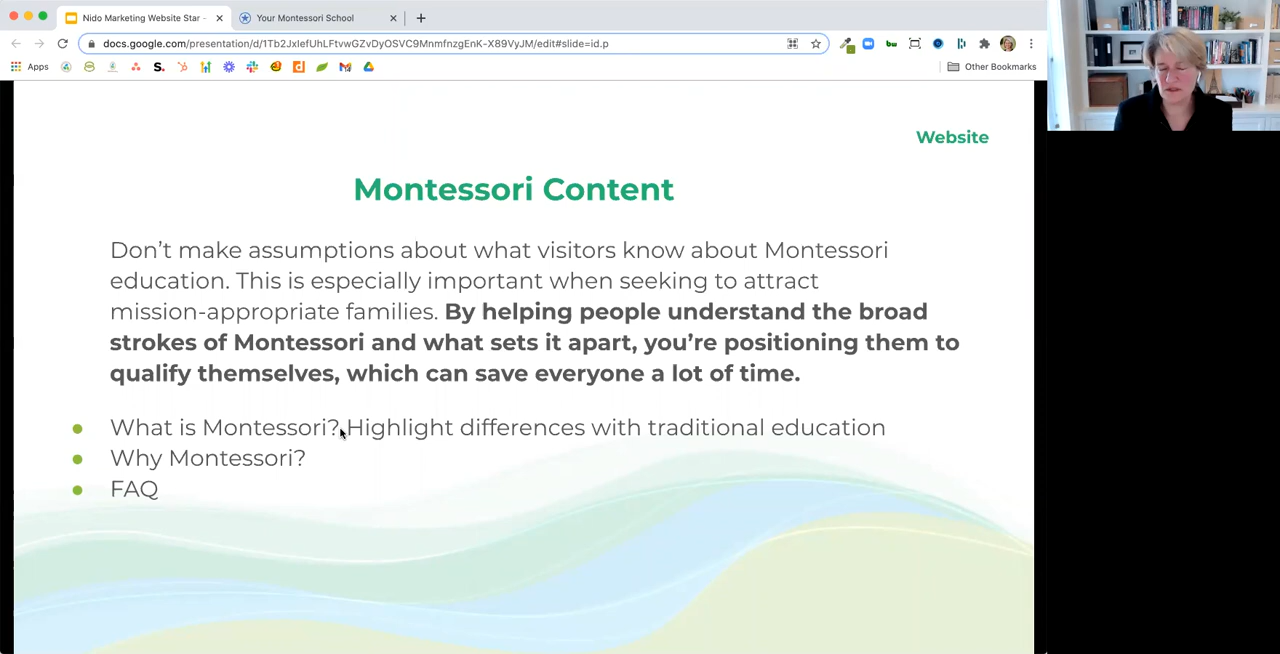 Nido Marketing Website Star -
Your Montessori School
docs.google.com/presentation/d/1Tb2JxIefUhLFtvwGZvDyOSVC9MnmfnzgEnK-X89VyJM/edit#slide=id.p
Apps
Other Bookmarks
Website
Montessori Content
Don’t make assumptions about what visitors know about Montessori
education. This is especially important when seeking to attract
mission-appropriate families. By helping people understand the broad
strokes of Montessori and what sets it apart, you’re positioning them to
qualify themselves, which can save everyone a lot of time.
● What is Montessori? Highlight differences with traditional education
● Why Montessori?
● FAQ